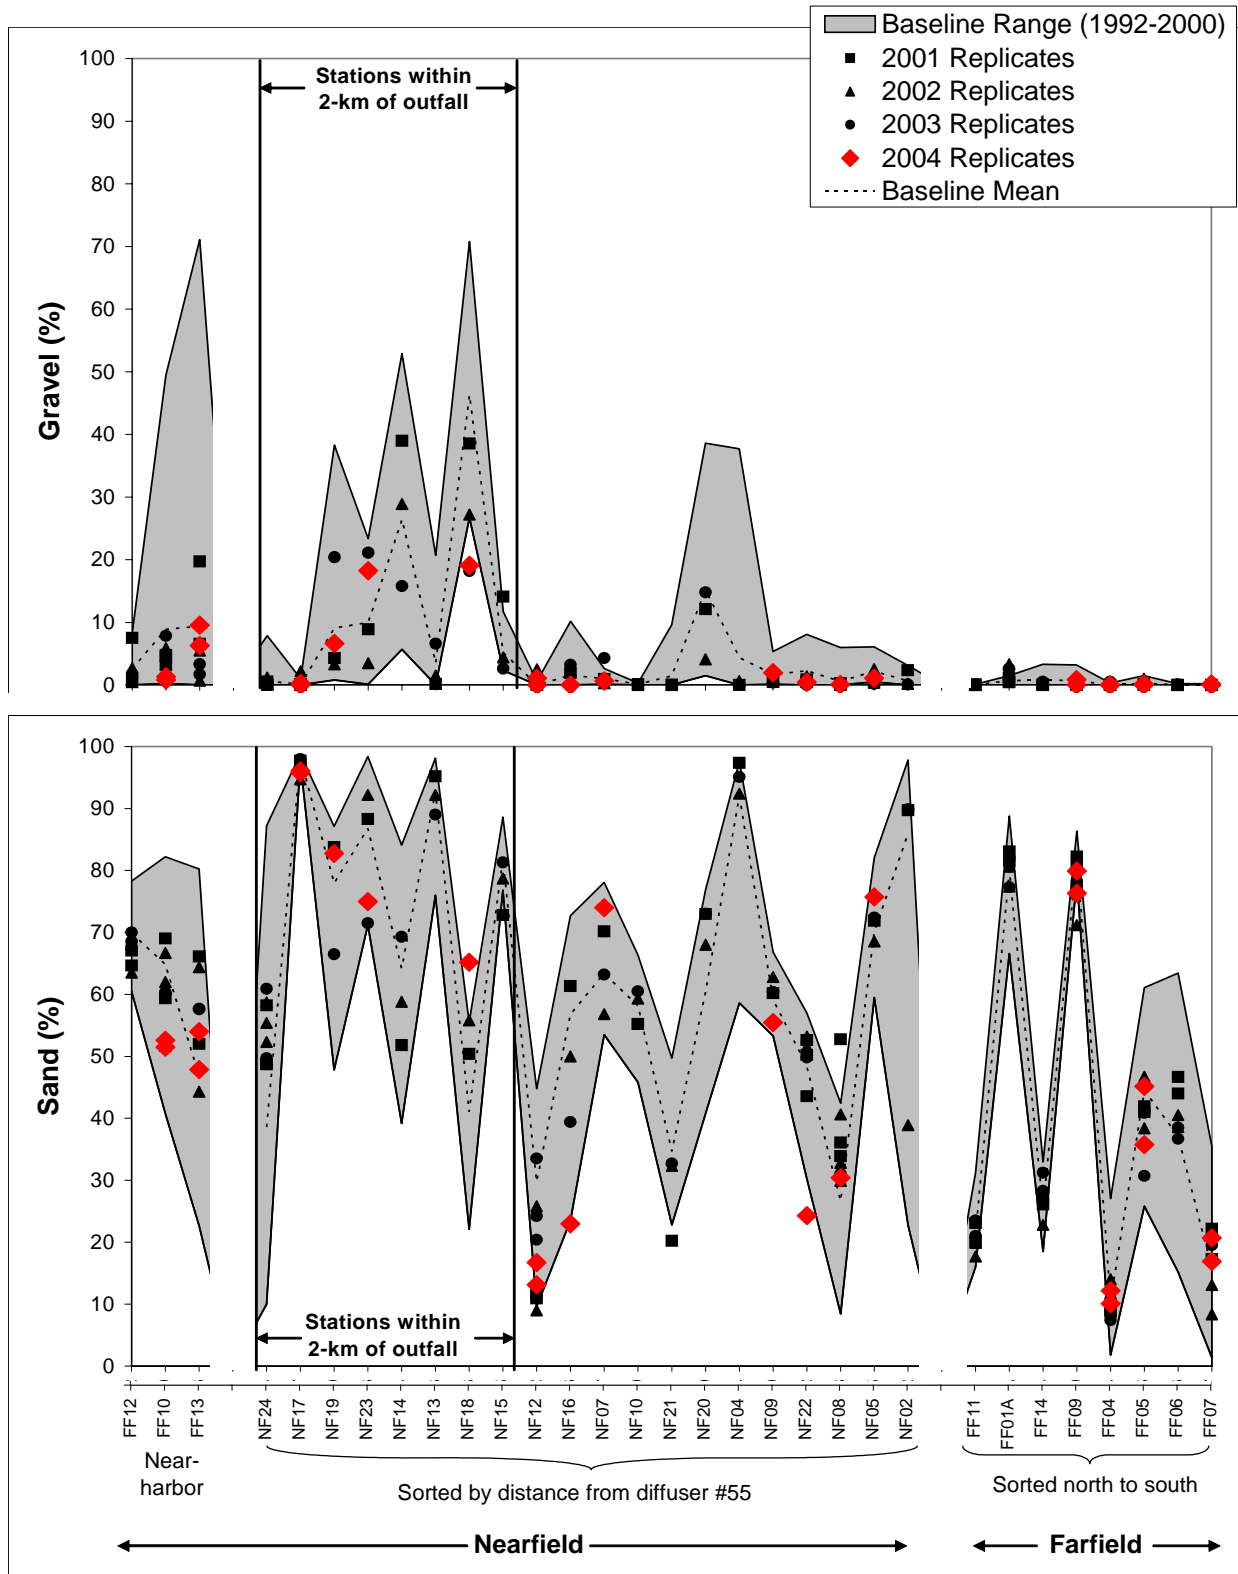 Baseline Range (1992-2000)
2001 Replicates
2002 Replicates
2003 Replicates
2004 Replicates
Baseline Mean
Stations within
2-km of outfall
Gravel (%)
100
90
80
70
60
50
40
30
20
10
0
Sand (%)
100
90
80
70
60
50
40
30
20
10
0
Stations within
2-km of outfall
FF12
FF10
FF13
NF24
NF17
NF19
NF23
NF14
NF13
NF18
NF15
NF12
NF16
NF07
NF10
NF21
NF20
NF04
NF09
NF22
NF08
NF05
NF02
FF11
FF01A
FF14
FF09
FF04
FF05
FF06
FF07
Near-
harbor
Sorted by distance from diffuser #55
Sorted north to south
Nearfield
Farfield